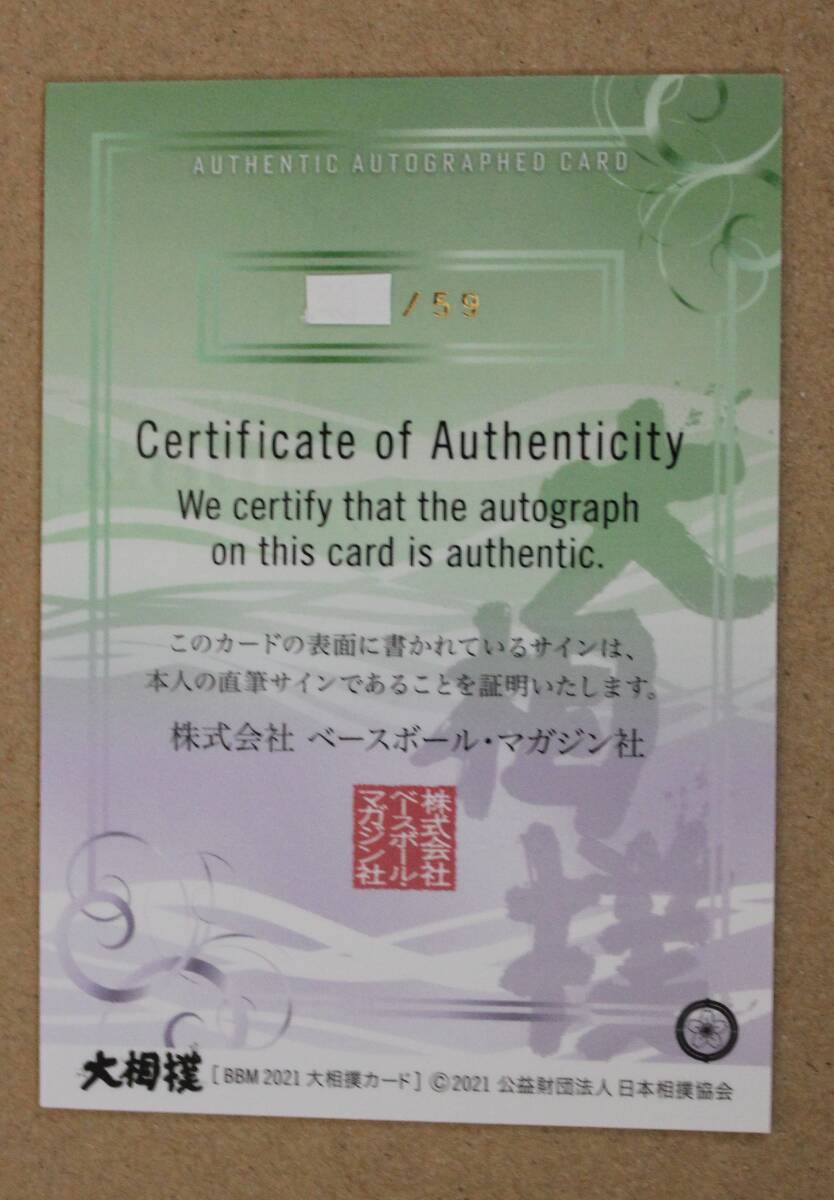 AUTHENTIC AUTOGRAPHED CARD
/59
Certificate of Authenticity
We certify that the autograph
on this card is authentic.
このカードの表面に書かれているサインは、
本人の直筆サインであることを証明いたします。
株式会社 ベースボール・マガジン社
株式会社
ベースボール・
マガジン社
大相撲
大相撲 [BBM 2021 大相撲カード] ©2021 公益財団法人 日本相撲協会